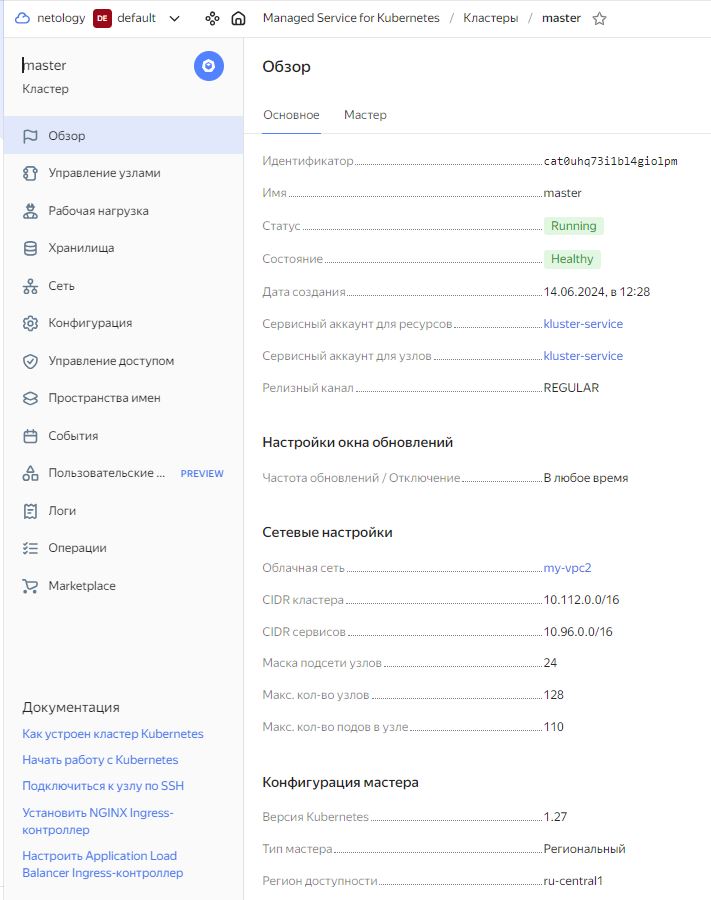 netology DE default Managed Service for Kubernetes / Кластеры / master
master
Кластер
Обзор
Управление узлами
Рабочая нагрузка
Хранилища
Сеть
Конфигурация
Управление доступом
Пространства имен
События
Пользовательские ... PREVIEW
Логи
Операции
Marketplace
Документация
Как устроен кластер Kubernetes
Начать работу с Kubernetes
Подключиться к узлу по SSH
Установить NGINX Ingress-
контроллер
Настроить Application Load
Balancer Ingress-контроллер
Обзор
Основное Мастер
Идентификатор cat0uhq73i1bl4giolpm
Имя master
Статус Running
Состояние Healthy
Дата создания 14.06.2024, в 12:28
Сервисный аккаунт для ресурсов kluster-service
Сервисный аккаунт для узлов kluster-service
Релизный канал REGULAR
Настройки окна обновлений
Частота обновлений / Отключение В любое время
Сетевые настройки
Облачная сеть my-vpc2
CIDR кластера 10.112.0.0/16
CIDR сервисов 10.96.0.0/16
Маска подсети узлов 24
Макс. кол-во узлов 128
Макс. кол-во подов в узле 110
Конфигурация мастера
Версия Kubernetes 1.27
Тип мастера Региональный
Регион доступности ru-central1